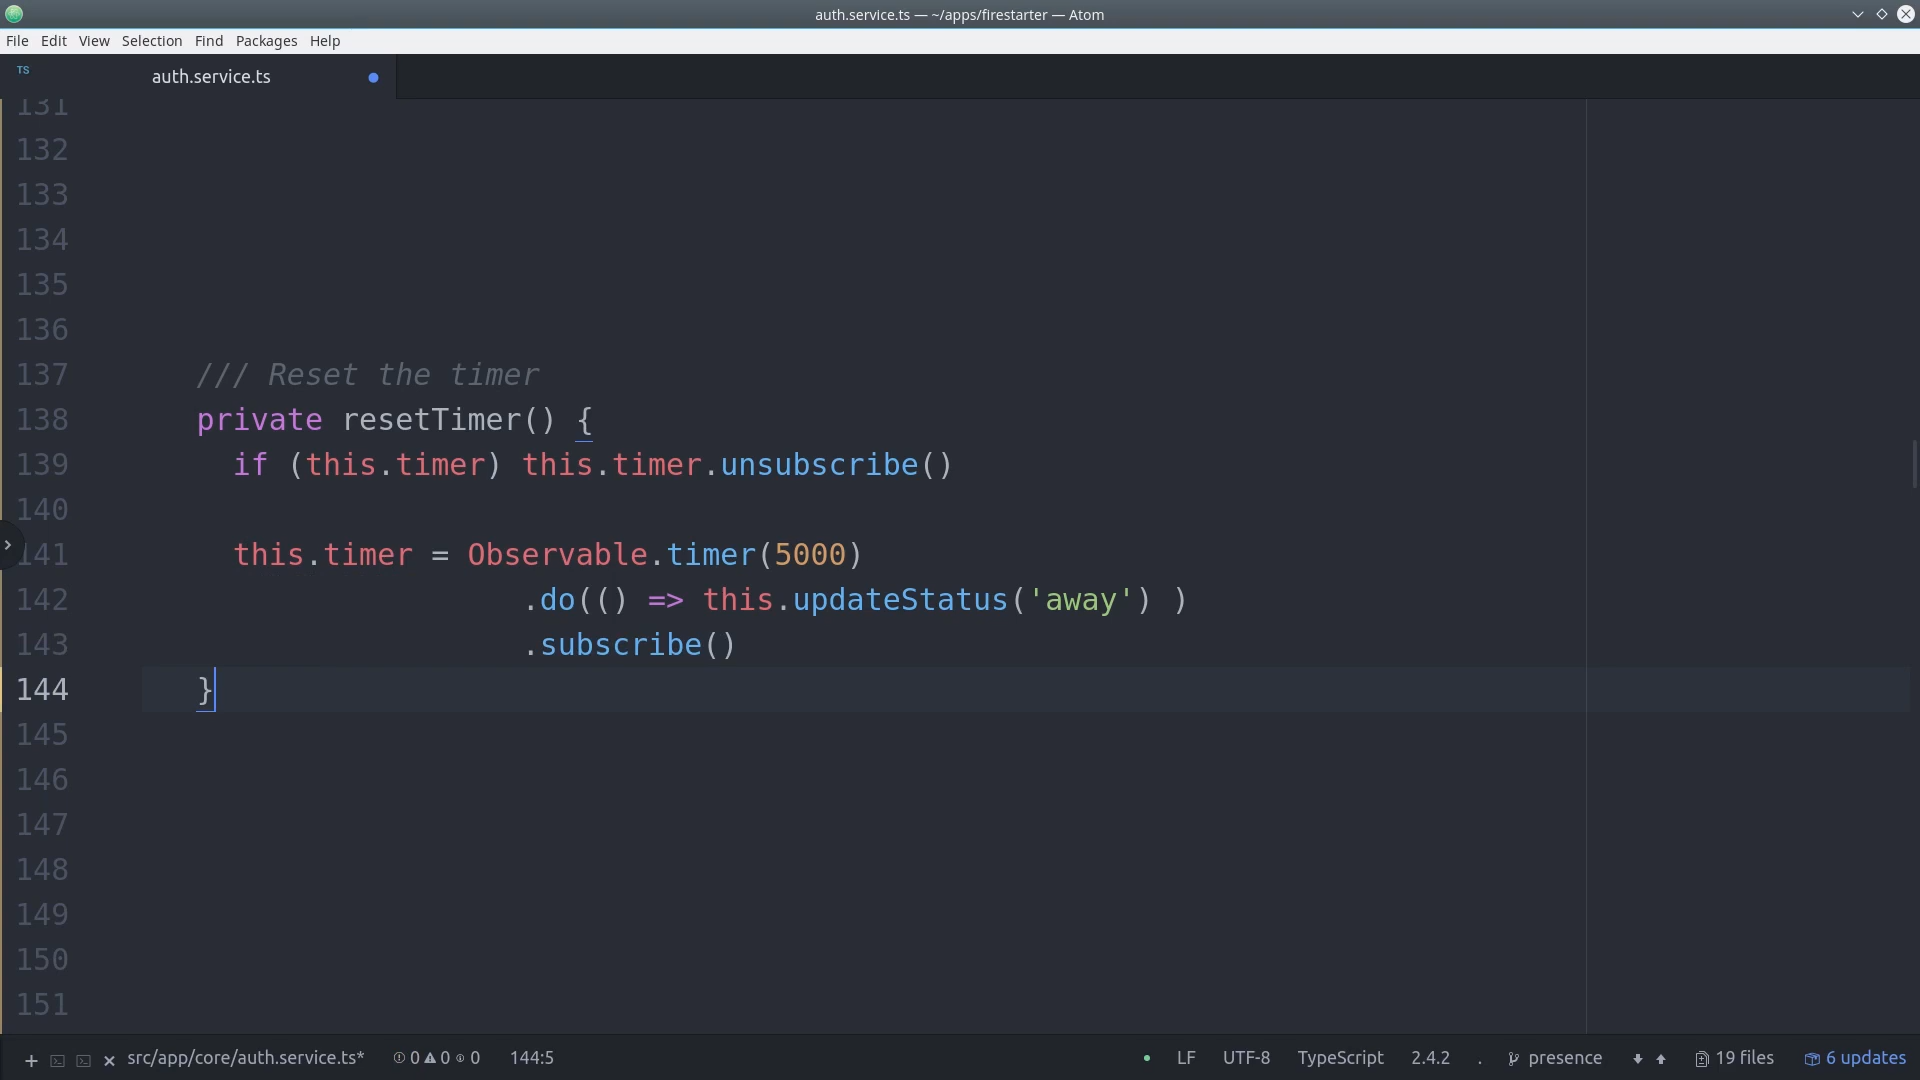 auth.service.ts — ~/apps/firestarter — Atom
File Edit View Selection Find Packages Help
TS auth.service.ts
131
132
133
134
135
136
137 /// Reset the timer
138 private resetTimer() {
139 if (this.timer) this.timer.unsubscribe()
140
141 this.timer = Observable.timer(5000)
142 .do(() => this.updateStatus('away') )
143 .subscribe()
144 }
145
146
147
148
149
150
151
+ × src/app/core/auth.service.ts* 0 0 0 144:5 LF UTF-8 TypeScript 2.4.2 . presence 19 files 6 updates